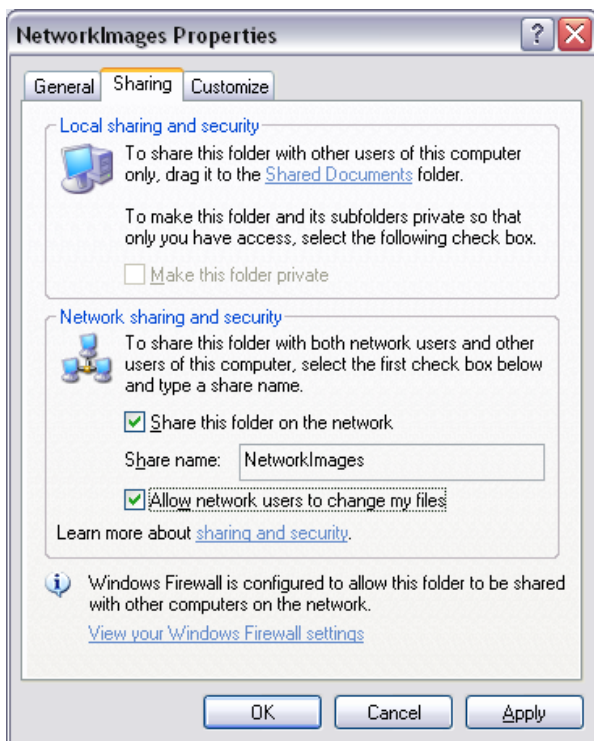 NetworkImages Properties
General Sharing Customize
Local sharing and security
To share this folder with other users of this computer
only, drag it to the Shared Documents folder.
To make this folder and its subfolders private so that
only you have access, select the following check box.
Make this folder private
Network sharing and security
To share this folder with both network users and other
users of this computer, select the first check box below
and type a share name.
Share this folder on the network
Share name: NetworkImages
Allow network users to change my files
Learn more about sharing and security.
Windows Firewall is configured to allow this folder to be shared
with other computers on the network.
View your Windows Firewall settings
OK Cancel Apply